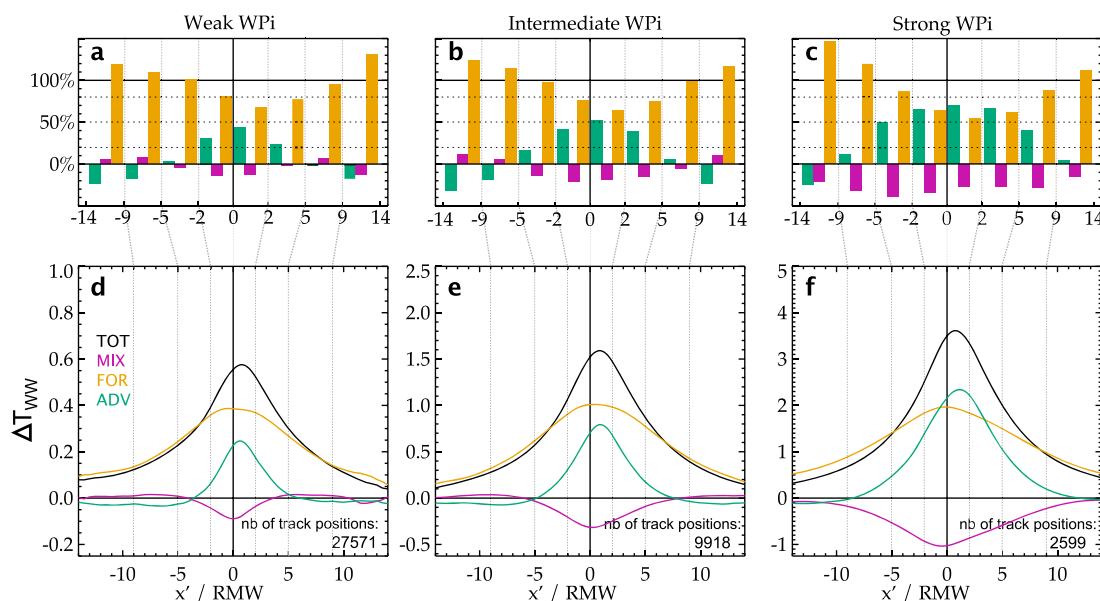 Weak WPi
Intermediate WPi
Strong WPi
a
b
c
100%
50%
0%
-14 -9 -5 -2 0 2 5 9 14
-14 -9 -5 -2 0 2 5 9 14
-14 -9 -5 -2 0 2 5 9 14
d
e
f
1.0
0.8
0.6
0.4
0.2
0.0
-0.2
2.5
2.0
1.5
1.0
0.5
0.0
-0.5
5
4
3
2
1
0
-1
ΔTWW
TOT
MIX
FOR
ADV
nb of track positions:
27571
nb of track positions:
9918
nb of track positions:
2599
-10 -5 0 5 10
-10 -5 0 5 10
-10 -5 0 5 10
x' / RMW
x' / RMW
x' / RMW